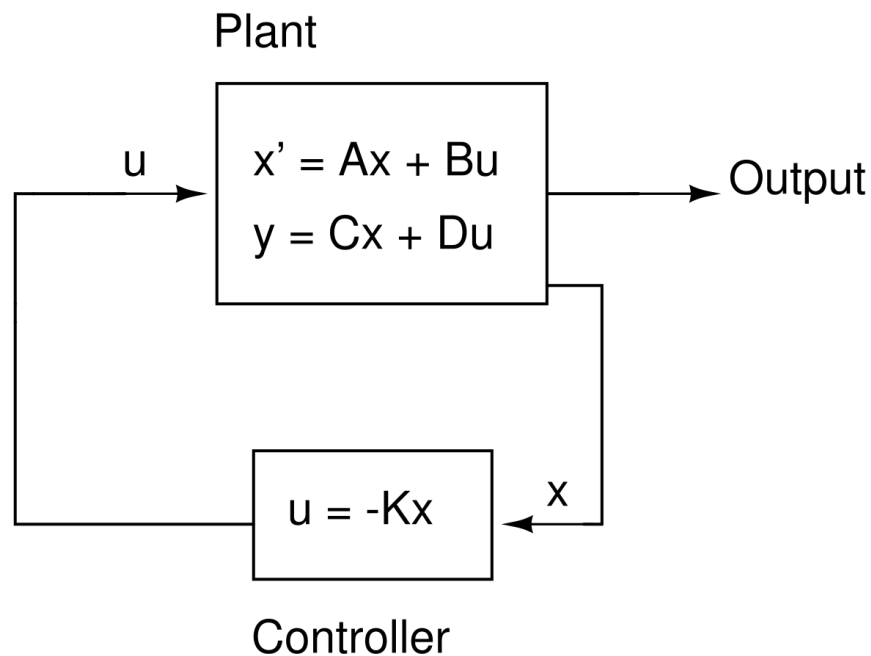 Plant
u
x’ = Ax + Bu
y = Cx + Du
Output
u = -Kx
x
Controller